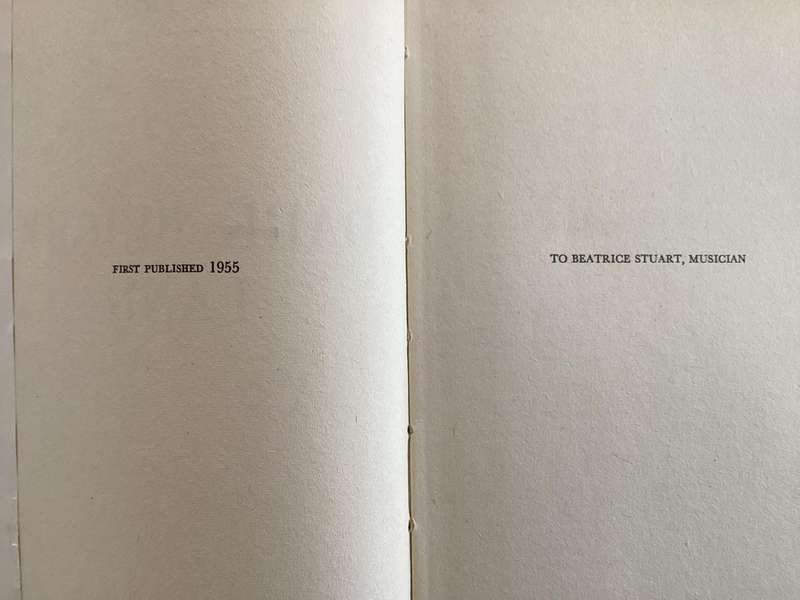 FIRST PUBLISHED 1955
TO BEATRICE STUART, MUSICIAN